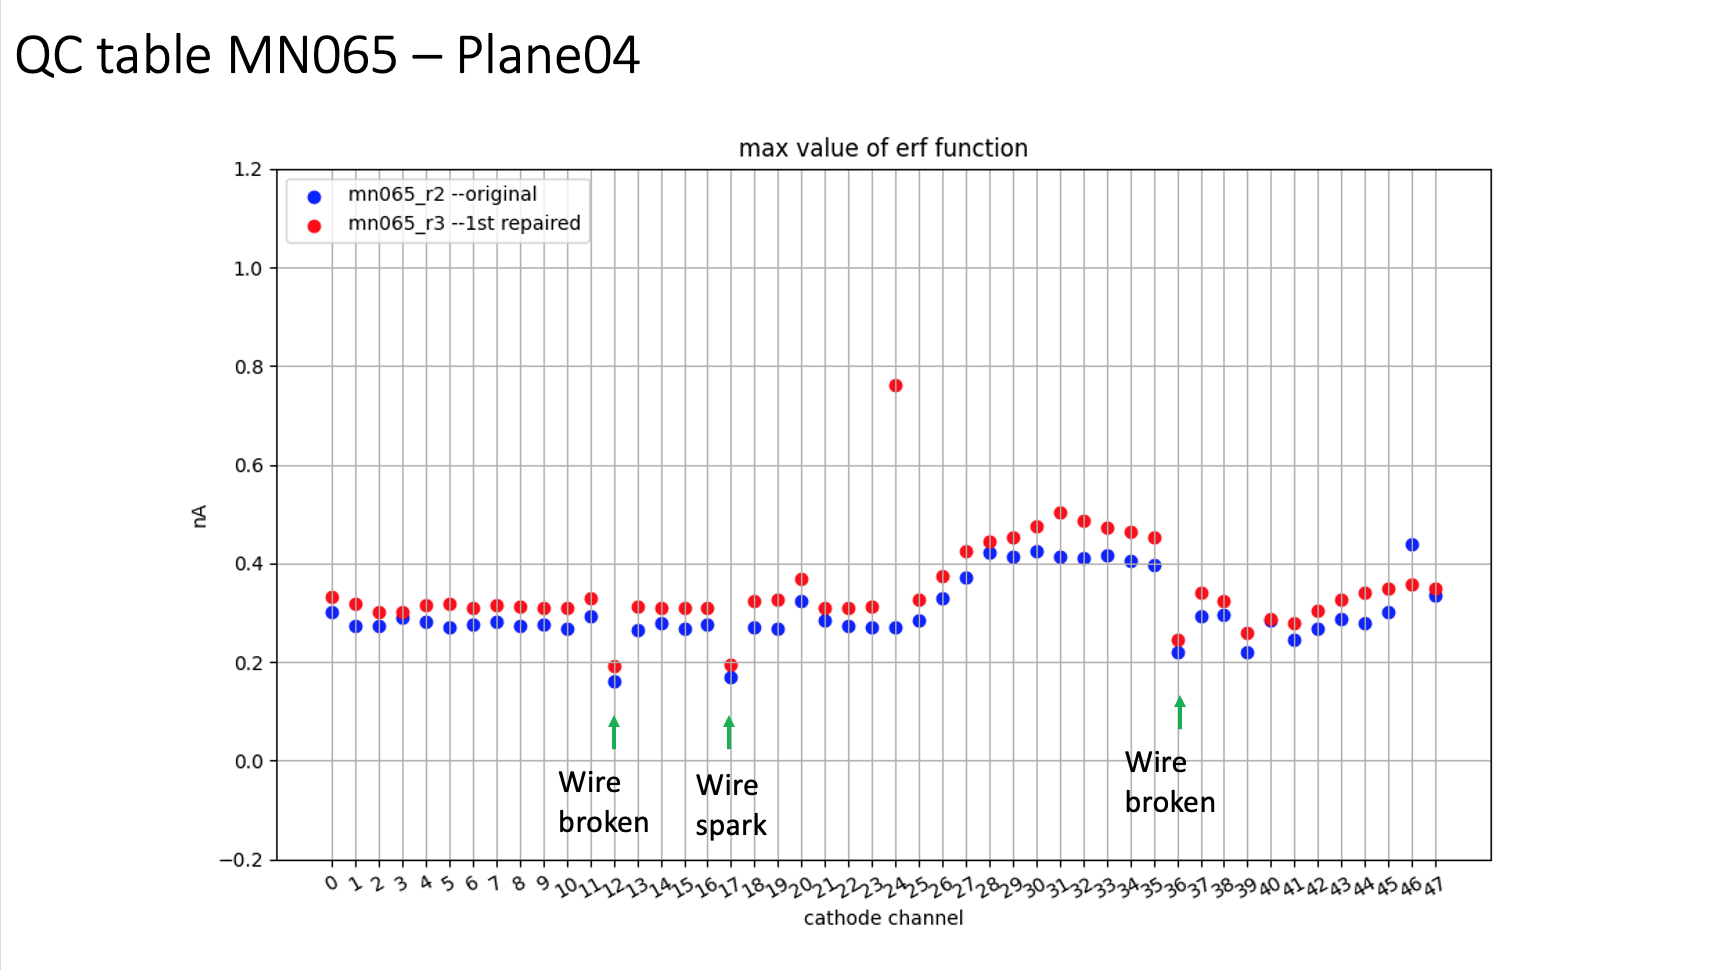 QC table MN065 – Plane04
max value of erf function
1.2
1.0
0.8
0.6
0.4
0.2
0.0
−0.2
nA
mn065_r2 --original
mn065_r3 --1st repaired
Wire
broken
Wire
spark
Wire
broken
0 1 2 3 4 5 6 7 8 9 10 11 12 13 14 15 16 17 18 19 20 21 22 23 24 25 26 27 28 29 30 31 32 33 34 35 36 37 38 39 40 41 42 43 44 45 46 47
cathode channel